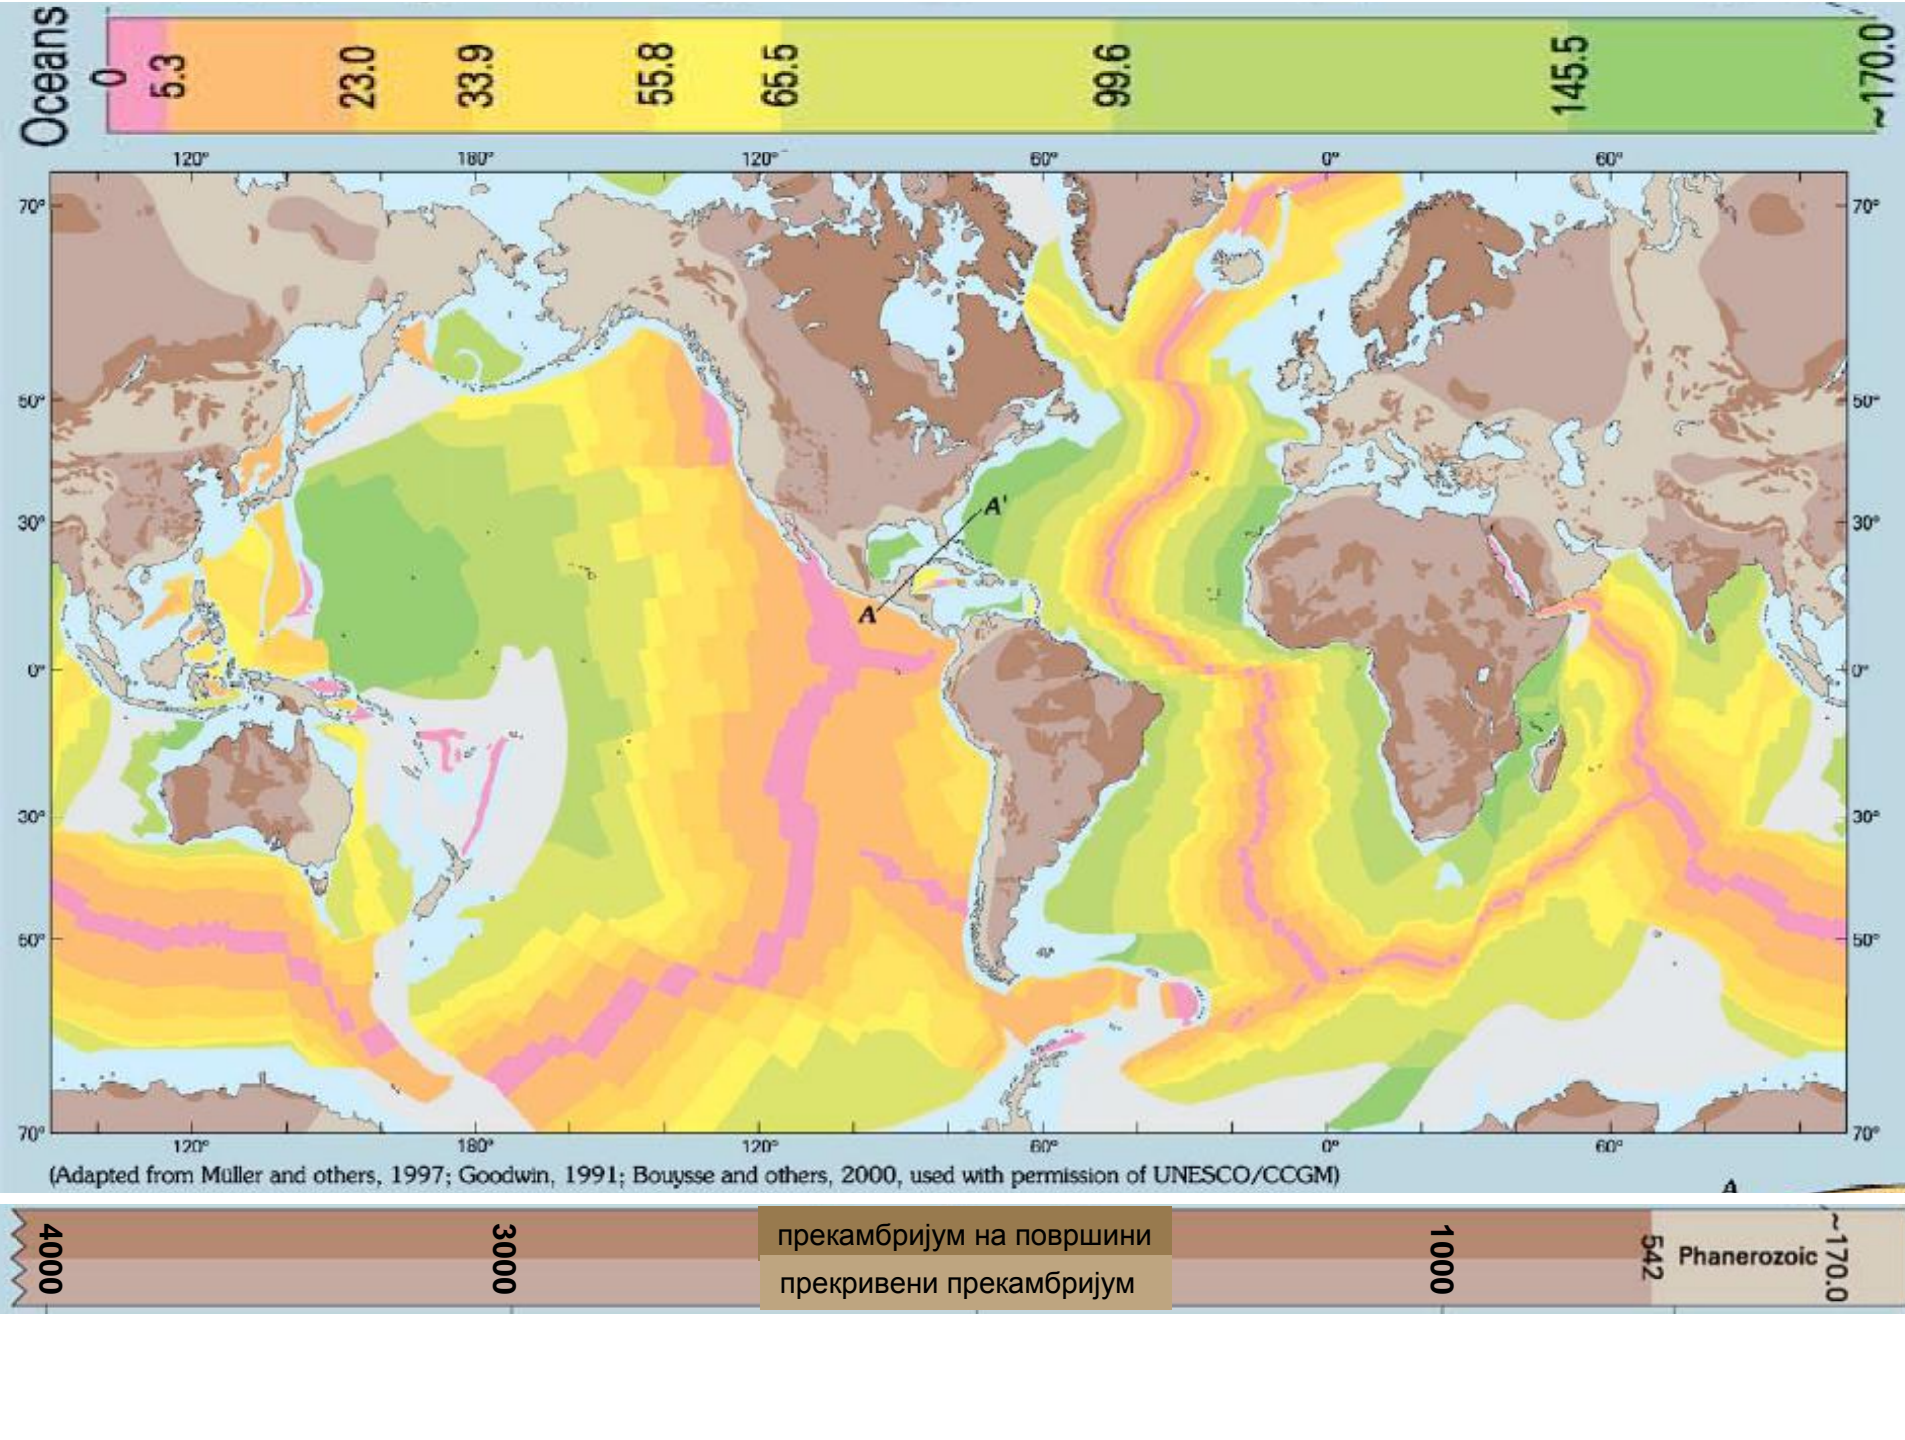 Oceans
0 5.3 23.0 33.9 55.8 65.5 99.6 145.5 ~170.0
120° 180° 120° 60° 0° 60°
70° 70°
50° 50°
30° 30°
A'
A
0° 0°
30° 30°
50° 50°
70° 70°
120° 180° 120° 60° 0° 60°
(Adapted from Müller and others, 1997; Goodwin, 1991; Bouysse and others, 2000, used with permission of UNESCO/CCGM)
A
4000 3000 прекамбријум на површини 1000 542 Phanerozoic ~170.0
прекривени прекамбријум